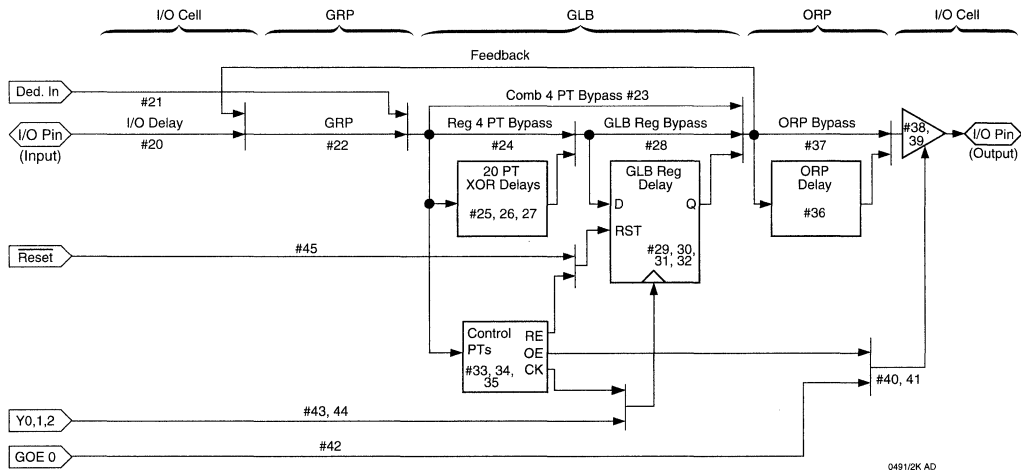 I/O Cell
GRP
GLB
ORP
I/O Cell
Feedback
Ded. In
#21
Comb 4 PT Bypass #23
I/O Pin
(Input)
I/O Delay
#20
GRP
#22
Reg 4 PT Bypass
#24
GLB Reg Bypass
#28
ORP Bypass
#37
#38,
39
I/O Pin
(Output)
20 PT
XOR Delays
#25, 26, 27
GLB Reg
Delay
D
Q
RST
#29, 30,
31, 32
ORP
Delay
#36
Reset
#45
Control
PTs
#33, 34,
35
RE
OE
CK
#40, 41
Y0,1,2
#43, 44
GOE 0
#42
0491/2K AD